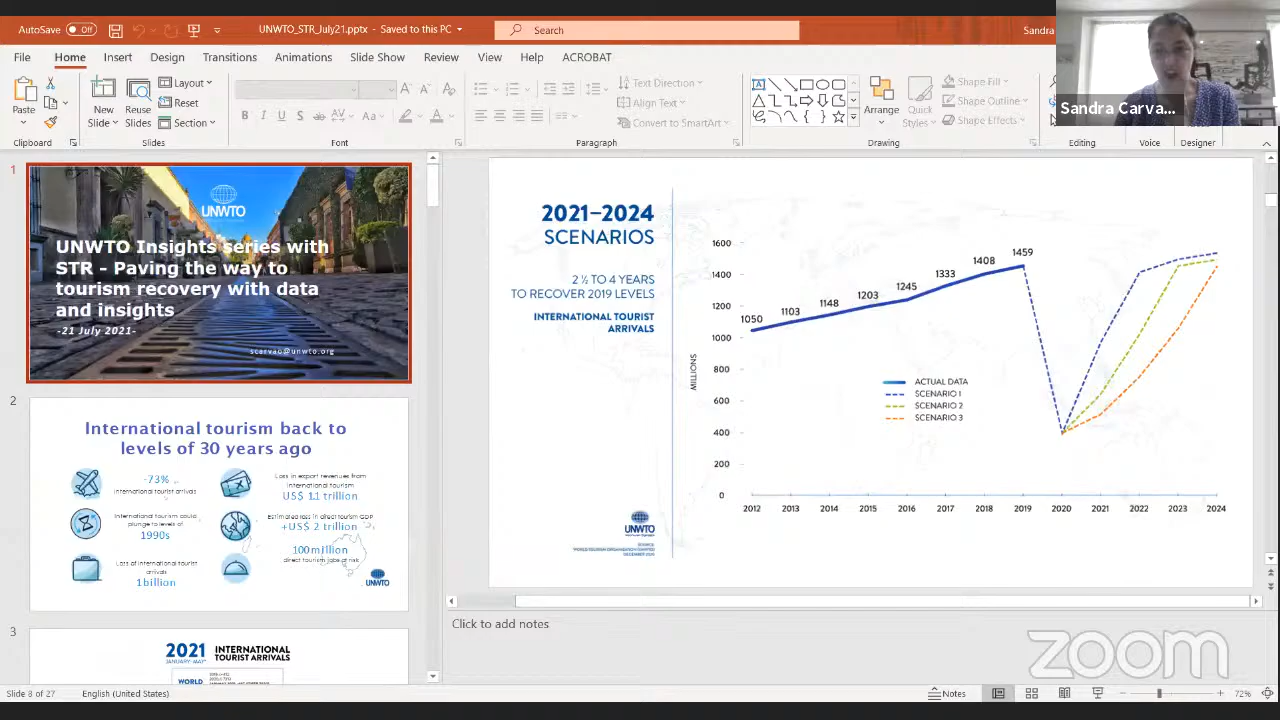 AutoSave Off
UNWTO_STR_July21.pptx - Saved to this PC
Search
Sandra
File Home Insert Design Transitions Animations Slide Show Review View Help ACROBAT
Paste
New Slide
Reuse Slides
Layout
Reset
Section
Text Direction
Align Text
Convert to SmartArt
Arrange
Quick Styles
Shape Fill
Shape Outline
Shape Effects
Sandra Carva...
Clipboard Slides Font Paragraph Drawing Editing Voice Designer
1
UNWTO
UNWTO Insights series with
STR - Paving the way to
tourism recovery with data
and insights
-21 July 2021-
scarvao@unwto.org
2
International tourism back to
levels of 30 years ago
-73%
international tourist arrivals
Loss in export revenues from
international tourism
US$ 1.1 trillion
International tourism could
plunge to levels of
1990s
Estimated loss in direct tourism GDP
+US$ 2 trillion
Loss of international tourist
arrivals
1 billion
100 million
direct tourism jobs at risk
UNWTO
3
2021
JANUARY-MAY*
INTERNATIONAL
TOURIST ARRIVALS
WORLD
2021–2024
SCENARIOS
2 ½ TO 4 YEARS
TO RECOVER 2019 LEVELS
INTERNATIONAL TOURIST
ARRIVALS
UNWTO
MILLIONS
1600
1400
1200
1000
800
600
400
200
0
1050 1103 1148 1203 1245 1333 1408 1459
ACTUAL DATA
SCENARIO 1
SCENARIO 2
SCENARIO 3
2012 2013 2014 2015 2016 2017 2018 2019 2020 2021 2022 2023 2024
Click to add notes
zoom
Slide 8 of 27 English (United States) Notes 72%